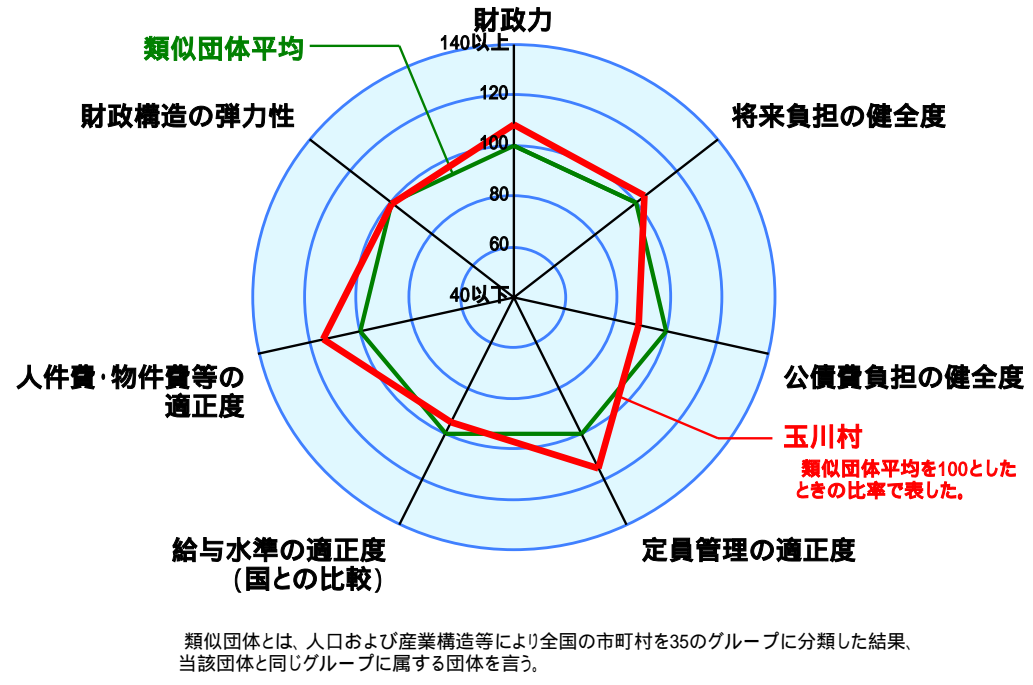 財政力
140以上
類似団体平均
120
財政構造の弾力性
将来負担の健全度
100
80
60
40以下
人件費・物件費等の
適正度
公債費負担の健全度
玉川村
類似団体平均を100とした
ときの比率で表した。
給与水準の適正度
(国との比較)
定員管理の適正度
類似団体とは、人口および産業構造等により全国の市町村を35のグループに分類した結果、
当該団体と同じグループに属する団体を言う。